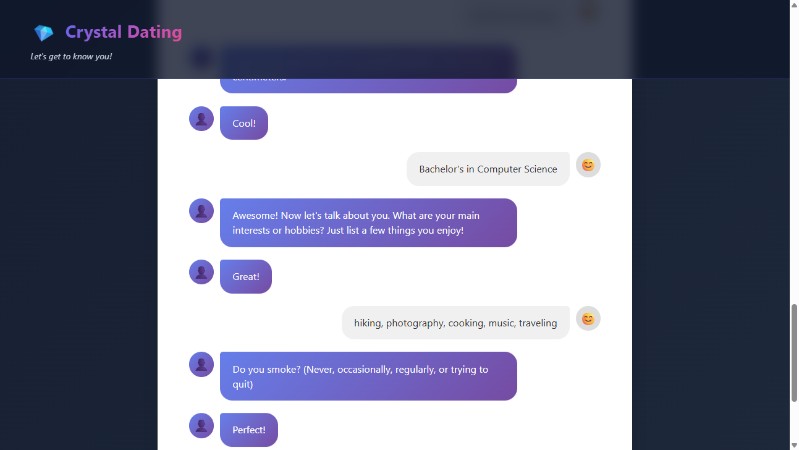 Crystal Dating
Let's get to know you!
centimeters.
Cool!
Bachelor's in Computer Science
Awesome! Now let's talk about you. What are your main
interests or hobbies? Just list a few things you enjoy!
Great!
hiking, photography, cooking, music, traveling
Do you smoke? (Never, occasionally, regularly, or trying to
quit)
Perfect!